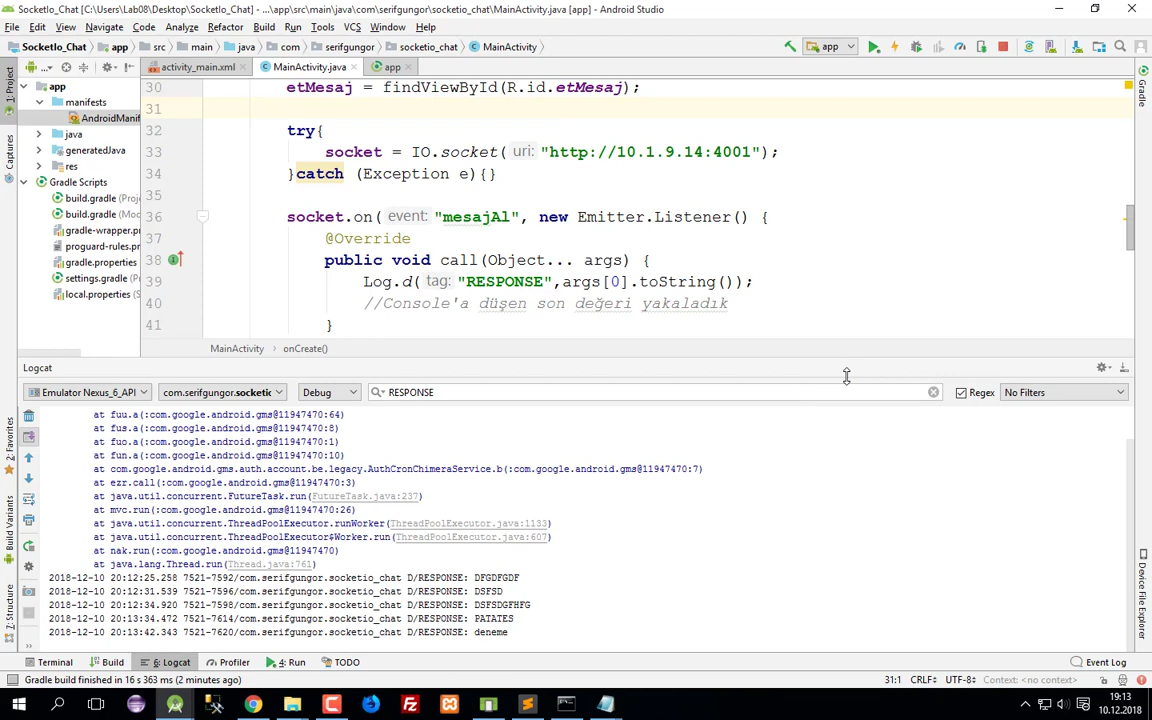 SocketIo_Chat [C:\Users\Lab08\Desktop\SocketIo_Chat] - ...\app\src\main\java\com\serifgungor\socketio_chat\MainActivity.java [app] - Android Studio
File Edit View Navigate Code Analyze Refactor Build Run Tools VCS Window Help
SocketIo_Chat app src main java com serifgungor socketio_chat MainActivity app
activity_main.xml MainActivity.java app
1: Project
Captures
2: Favorites
Build Variants
7: Structure
app
manifests
AndroidManif
java
generatedJava
res
Gradle Scripts
build.gradle (Proj
build.gradle (Mod
gradle-wrapper.pr
proguard-rules.pr
gradle.properties
settings.gradle (
local.properties (
30 etMesaj = findViewById(R.id.etMesaj);
31
32 try{
33 socket = IO.socket( uri: "http://10.1.9.14:4001");
34 }catch (Exception e){}
35
36 socket.on( event: "mesajAl", new Emitter.Listener() {
37 @Override
38 public void call(Object... args) {
39 Log.d( tag: "RESPONSE",args[0].toString());
40 //Console'a düşen son değeri yakaladık
41 }
MainActivity onCreate()
Gradle
Device File Explorer
Logcat
Emulator Nexus_6_API com.serifgungor.socketic Debug RESPONSE Regex No Filters
at fuu.a(:com.google.android.gms@11947470:64)
at fus.a(:com.google.android.gms@11947470:8)
at fuo.a(:com.google.android.gms@11947470:1)
at fun.a(:com.google.android.gms@11947470:10)
at com.google.android.gms.auth.account.be.legacy.AuthCronChimeraService.b(:com.google.android.gms@11947470:7)
at ezr.call(:com.google.android.gms@11947470:3)
at java.util.concurrent.FutureTask.run(FutureTask.java:237)
at mvc.run(:com.google.android.gms@11947470:26)
at java.util.concurrent.ThreadPoolExecutor.runWorker(ThreadPoolExecutor.java:1133)
at java.util.concurrent.ThreadPoolExecutor$Worker.run(ThreadPoolExecutor.java:607)
at nak.run(:com.google.android.gms@11947470)
at java.lang.Thread.run(Thread.java:761)
2018-12-10 20:12:25.258 7521-7592/com.serifgungor.socketio_chat D/RESPONSE: DFGDFGDF
2018-12-10 20:12:31.539 7521-7596/com.serifgungor.socketio_chat D/RESPONSE: DSFSD
2018-12-10 20:12:34.920 7521-7598/com.serifgungor.socketio_chat D/RESPONSE: DSFSDGFHFG
2018-12-10 20:13:34.472 7521-7614/com.serifgungor.socketio_chat D/RESPONSE: PATATES
2018-12-10 20:13:42.343 7521-7620/com.serifgungor.socketio_chat D/RESPONSE: deneme
Terminal Build 6: Logcat Profiler 4: Run TODO Event Log
Gradle build finished in 16 s 363 ms (2 minutes ago) 31:1 CRLF÷ UTF-8÷ Context: <no context>
19:13
10.12.2018